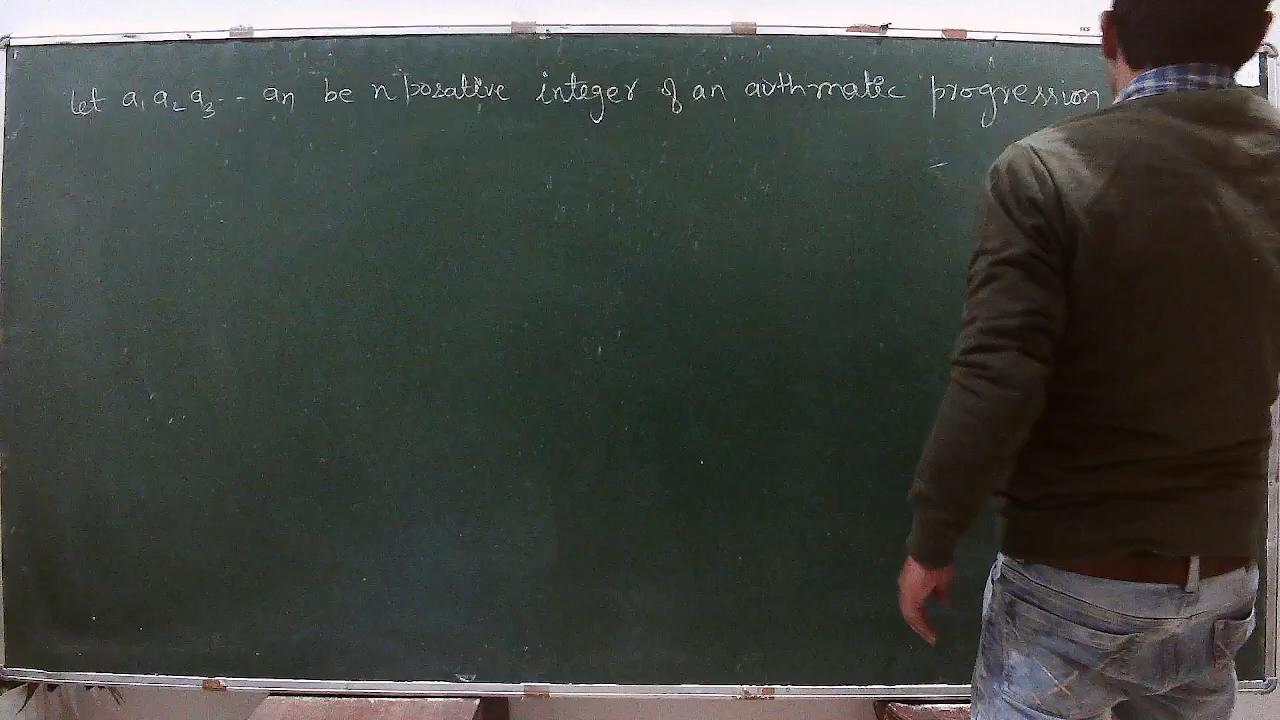 let a₁ a₂ a₃ -- an be n posative integer of an arithmatic progression